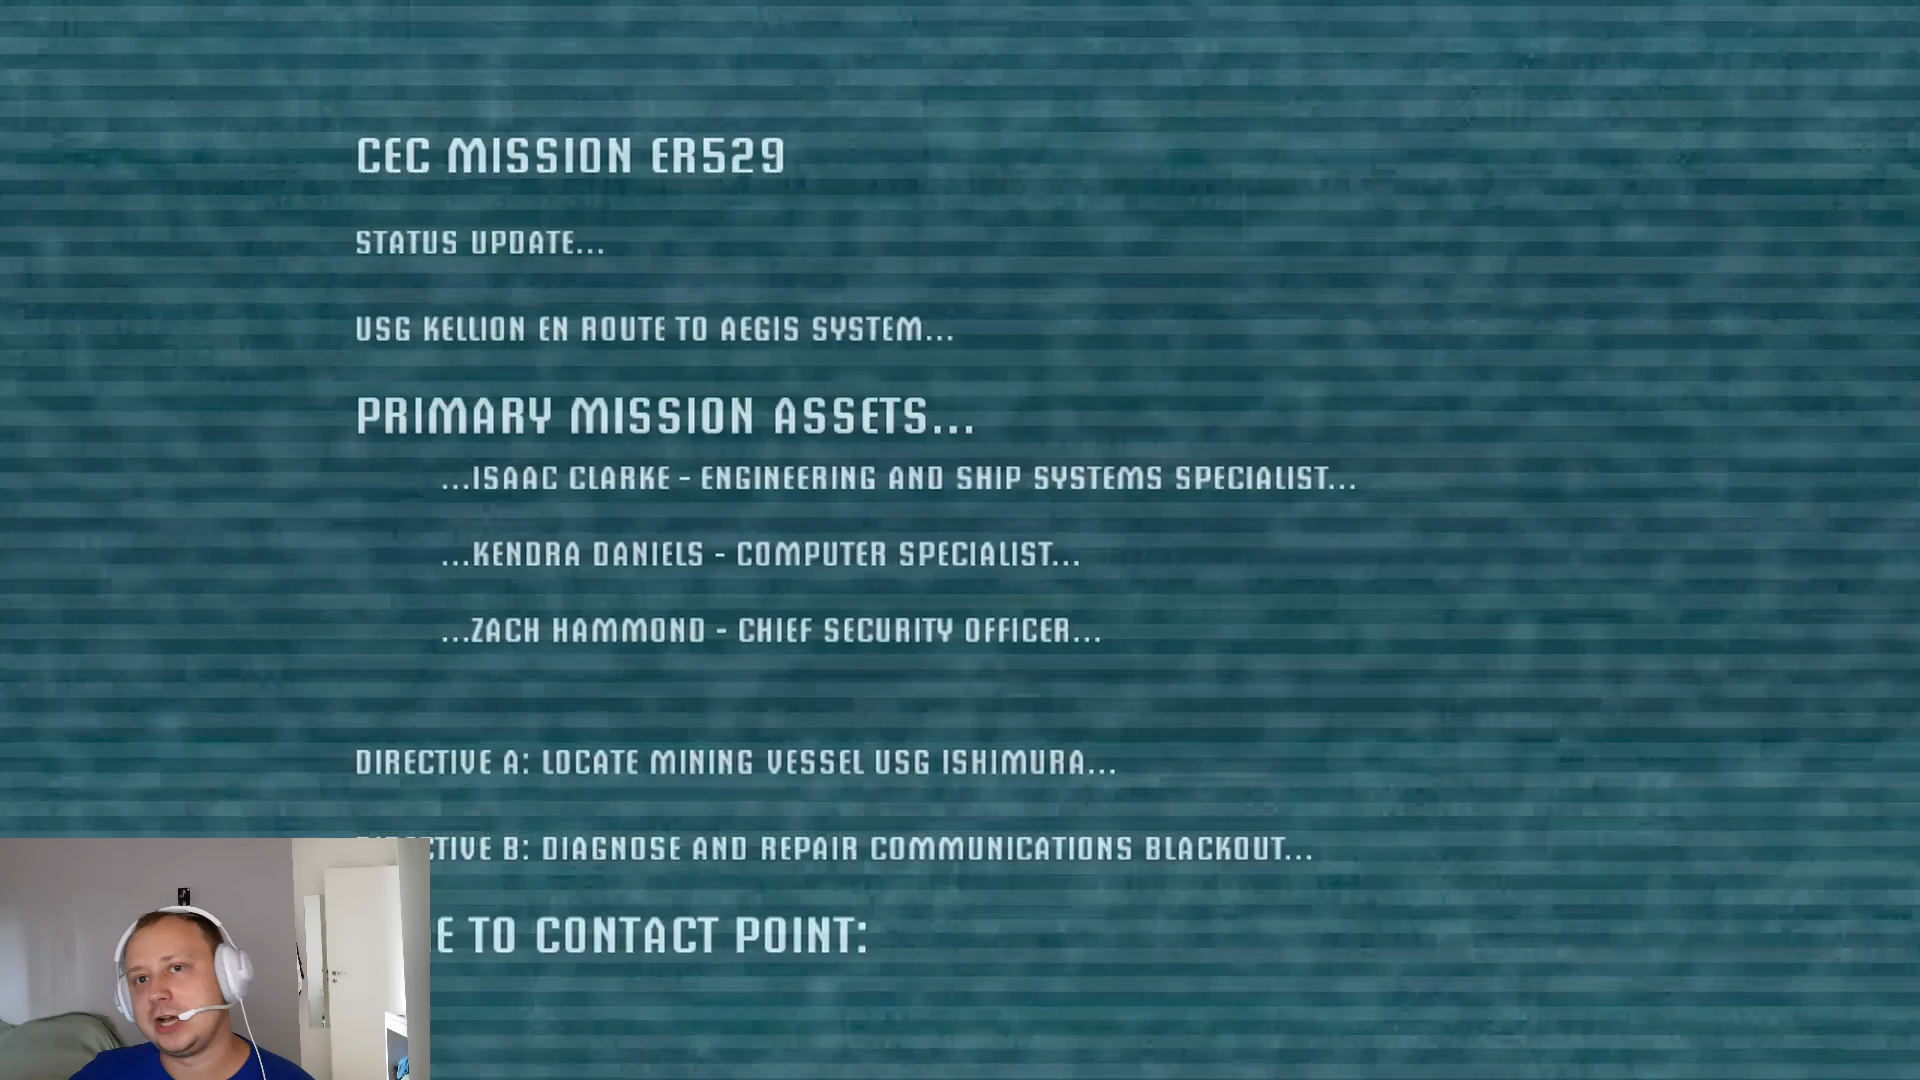 CEC MISSION ER529
STATUS UPDATE...
USG KELLION EN ROUTE TO AEGIS SYSTEM...
PRIMARY MISSION ASSETS...
...ISAAC CLARKE - ENGINEERING AND SHIP SYSTEMS SPECIALIST...
...KENDRA DANIELS - COMPUTER SPECIALIST...
...ZACH HAMMOND - CHIEF SECURITY OFFICER...
DIRECTIVE A: LOCATE MINING VESSEL USG ISHIMURA...
DIRECTIVE B: DIAGNOSE AND REPAIR COMMUNICATIONS BLACKOUT...
TO CONTACT POINT: